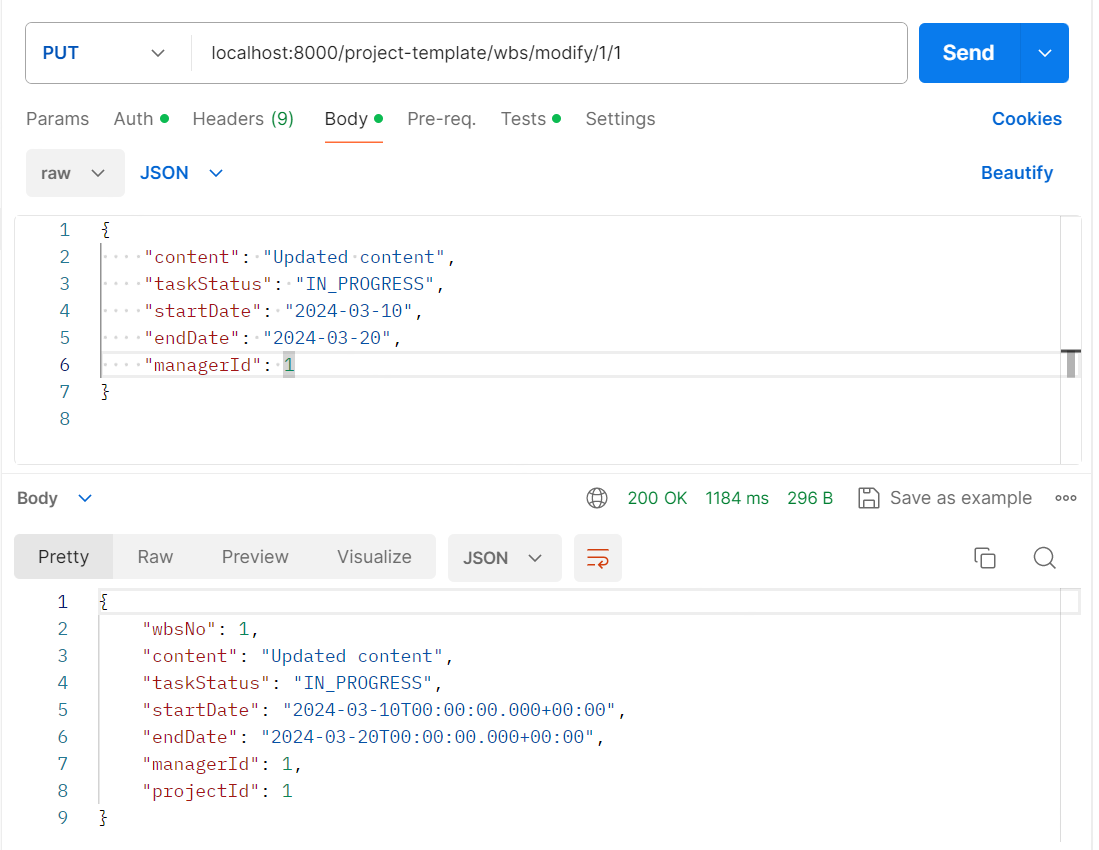 PUT localhost:8000/project-template/wbs/modify/1/1 Send
Params Auth Headers (9) Body Pre-req. Tests Settings Cookies
raw JSON Beautify
1 {
2 ····"content":·"Updated·content",
3 ····"taskStatus":·"IN_PROGRESS",
4 ····"startDate":·"2024-03-10",
5 ····"endDate":·"2024-03-20",
6 ····"managerId":·1
7 }
8
Body 200 OK 1184 ms 296 B Save as example
Pretty Raw Preview Visualize JSON
1 {
2 "wbsNo": 1,
3 "content": "Updated content",
4 "taskStatus": "IN_PROGRESS",
5 "startDate": "2024-03-10T00:00:00.000+00:00",
6 "endDate": "2024-03-20T00:00:00.000+00:00",
7 "managerId": 1,
8 "projectId": 1
9 }